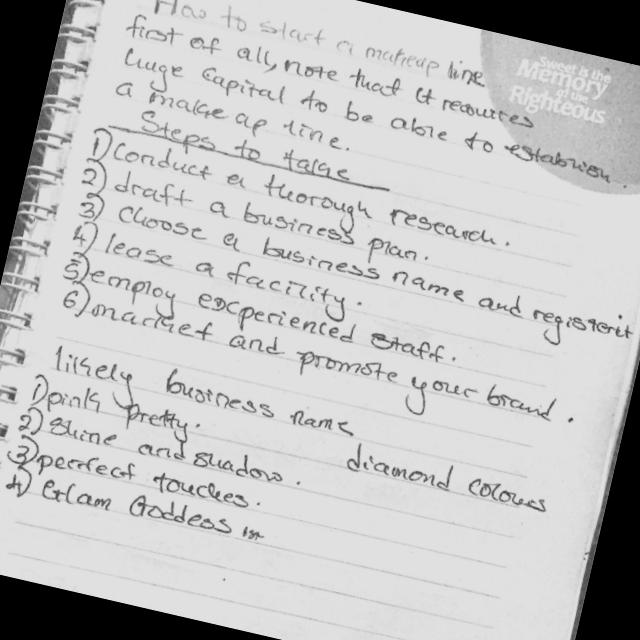 How to start a makeup line
first of all, note that it requires
huge capital to be able to establish
a make up line.
Steps to take
1) Conduct a thorough research.
2) draft a business plan.
3) choose a business name and register it
4) lease a facility.
5) employ experienced staff.
6) market and promote your brand.
likely business name
1) pink pretty.
diamond colours
2) shine and shadow.
3) perfect touches.
4) Glam Goddess
Sweet is the
Memory
of the
Righteous